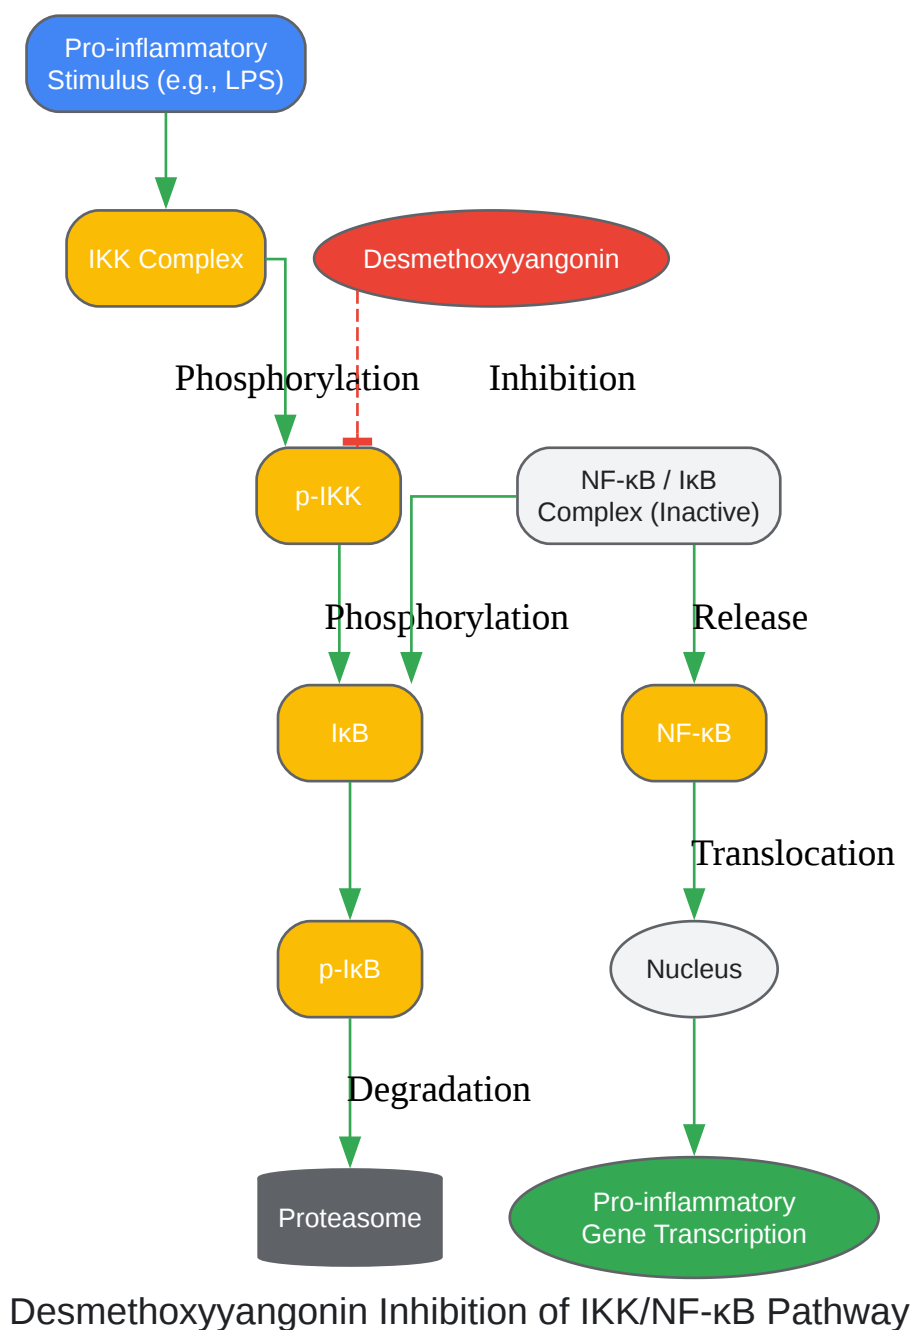 Pro-inflammatory
Stimulus (e.g., LPS)
IKK Complex
Desmethoxyyangonin
Phosphorylation
Inhibition
p-IKK
NF-κB / IκB
Complex (Inactive)
Phosphorylation
Release
IκB
NF-κB
Translocation
p-IκB
Nucleus
Degradation
Proteasome
Pro-inflammatory
Gene Transcription
Desmethoxyyangonin Inhibition of IKK/NF-κB Pathway